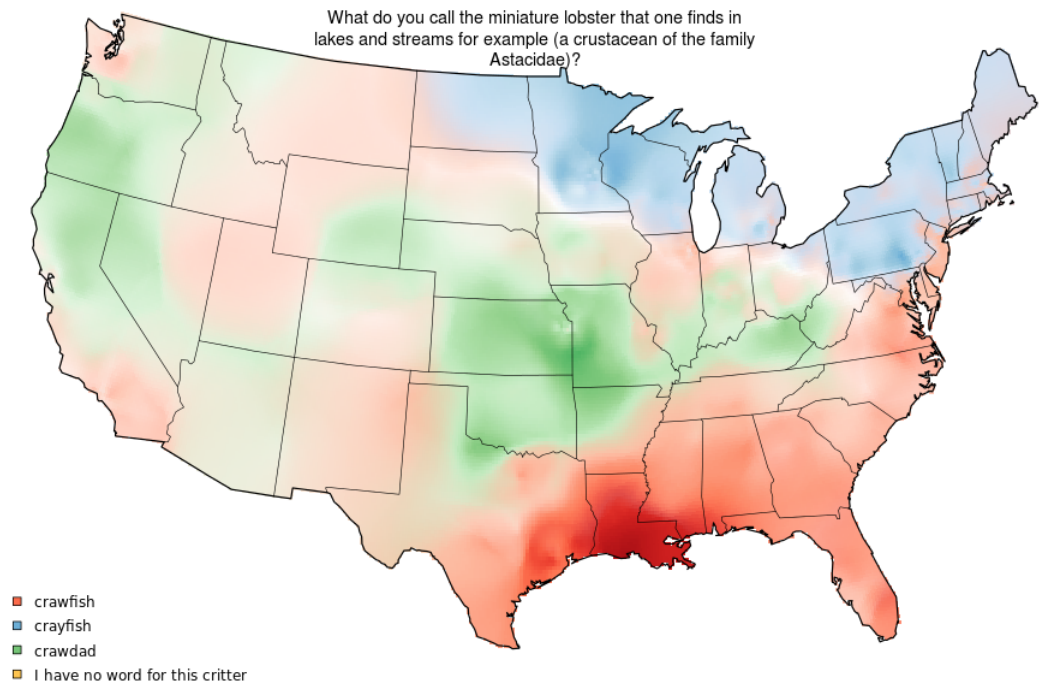 What do you call the miniature lobster that one finds in
lakes and streams for example (a crustacean of the family
Astacidae)?
crawfish
crayfish
crawdad
I have no word for this critter